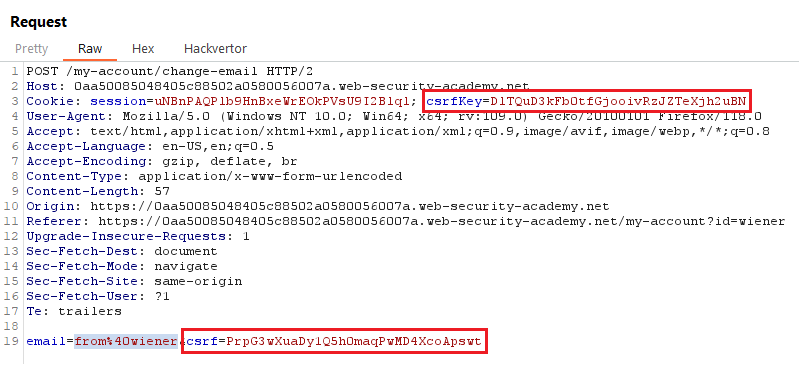 Request
Pretty Raw Hex Hackvertor
1 POST /my-account/change-email HTTP/2
2 Host: 0aa50085048405c88502a0580056007a.web-security-academy.net
3 Cookie: session=uNBnPAQPlb9HnBxeWrEOkPVsU9I2Blql; csrfKey=DlTQuD3kFbOtfGjooivRzJZTeXjh2uBN
4 User-Agent: Mozilla/5.0 (Windows NT 10.0; Win64; x64; rv:109.0) Gecko/20100101 Firefox/118.0
5 Accept: text/html,application/xhtml+xml,application/xml;q=0.9,image/avif,image/webp,*/*;q=0.8
6 Accept-Language: en-US,en;q=0.5
7 Accept-Encoding: gzip, deflate, br
8 Content-Type: application/x-www-form-urlencoded
9 Content-Length: 57
10 Origin: https://0aa50085048405c88502a0580056007a.web-security-academy.net
11 Referer: https://0aa50085048405c88502a0580056007a.web-security-academy.net/my-account?id=wiener
12 Upgrade-Insecure-Requests: 1
13 Sec-Fetch-Dest: document
14 Sec-Fetch-Mode: navigate
15 Sec-Fetch-Site: same-origin
16 Sec-Fetch-User: ?1
17 Te: trailers
18
19 email=from%40wiener&csrf=PrpG3wXuaDylQ5hOmaqPwMD4XcoApswt